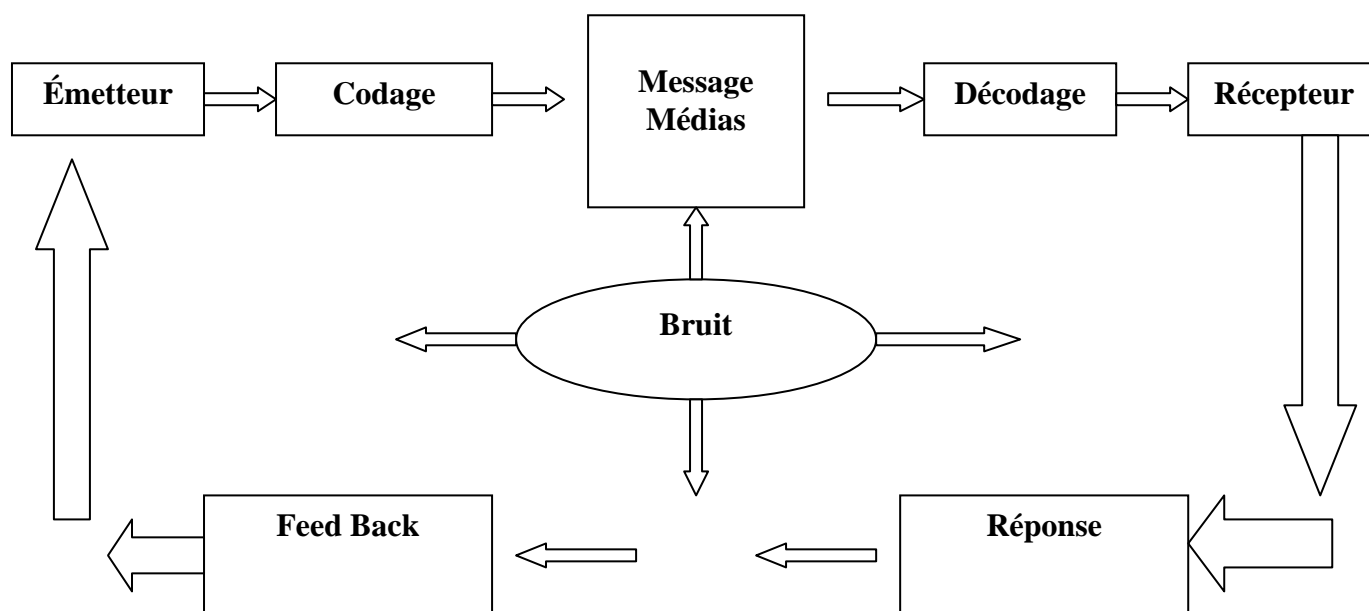 Émetteur
Codage
Message
Médias
Décodage
Récepteur
Bruit
Feed Back
Réponse